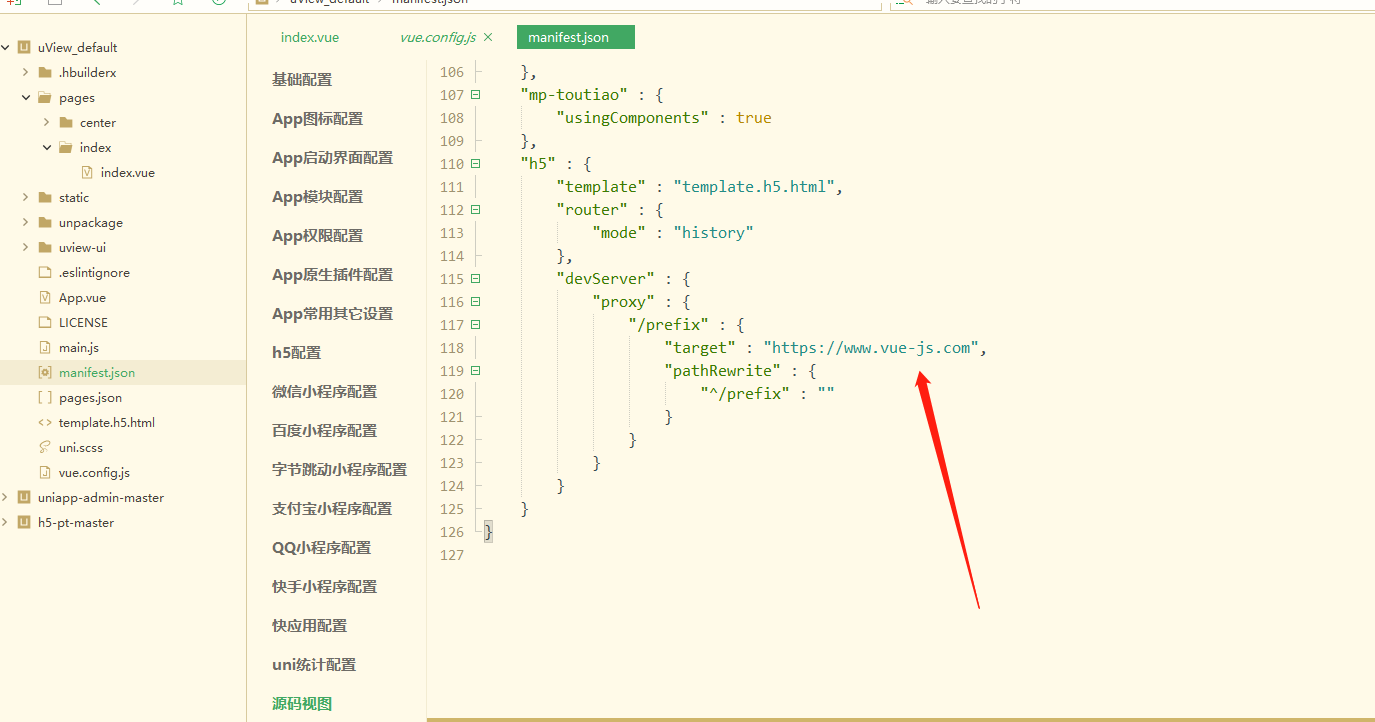 uView_default
manifest.json
输入要查找的字符
uView_default
.hbuilderx
pages
center
index
index.vue
static
unpackage
uview-ui
.eslintignore
App.vue
LICENSE
main.js
manifest.json
pages.json
template.h5.html
uni.scss
vue.config.js
uniapp-admin-master
h5-pt-master
index.vue
vue.config.js
manifest.json
基础配置
App图标配置
App启动界面配置
App模块配置
App权限配置
App原生插件配置
App常用其它设置
h5配置
微信小程序配置
百度小程序配置
字节跳动小程序配置
支付宝小程序配置
QQ小程序配置
快手小程序配置
快应用配置
uni统计配置
源码视图
106 },
107 "mp-toutiao" : {
108 "usingComponents" : true
109 },
110 "h5" : {
111 "template" : "template.h5.html",
112 "router" : {
113 "mode" : "history"
114 },
115 "devServer" : {
116 "proxy" : {
117 "/prefix" : {
118 "target" : "https://www.vue-js.com",
119 "pathRewrite" : {
120 "^/prefix" : ""
121 }
122 }
123 }
124 }
125 }
126 }
127